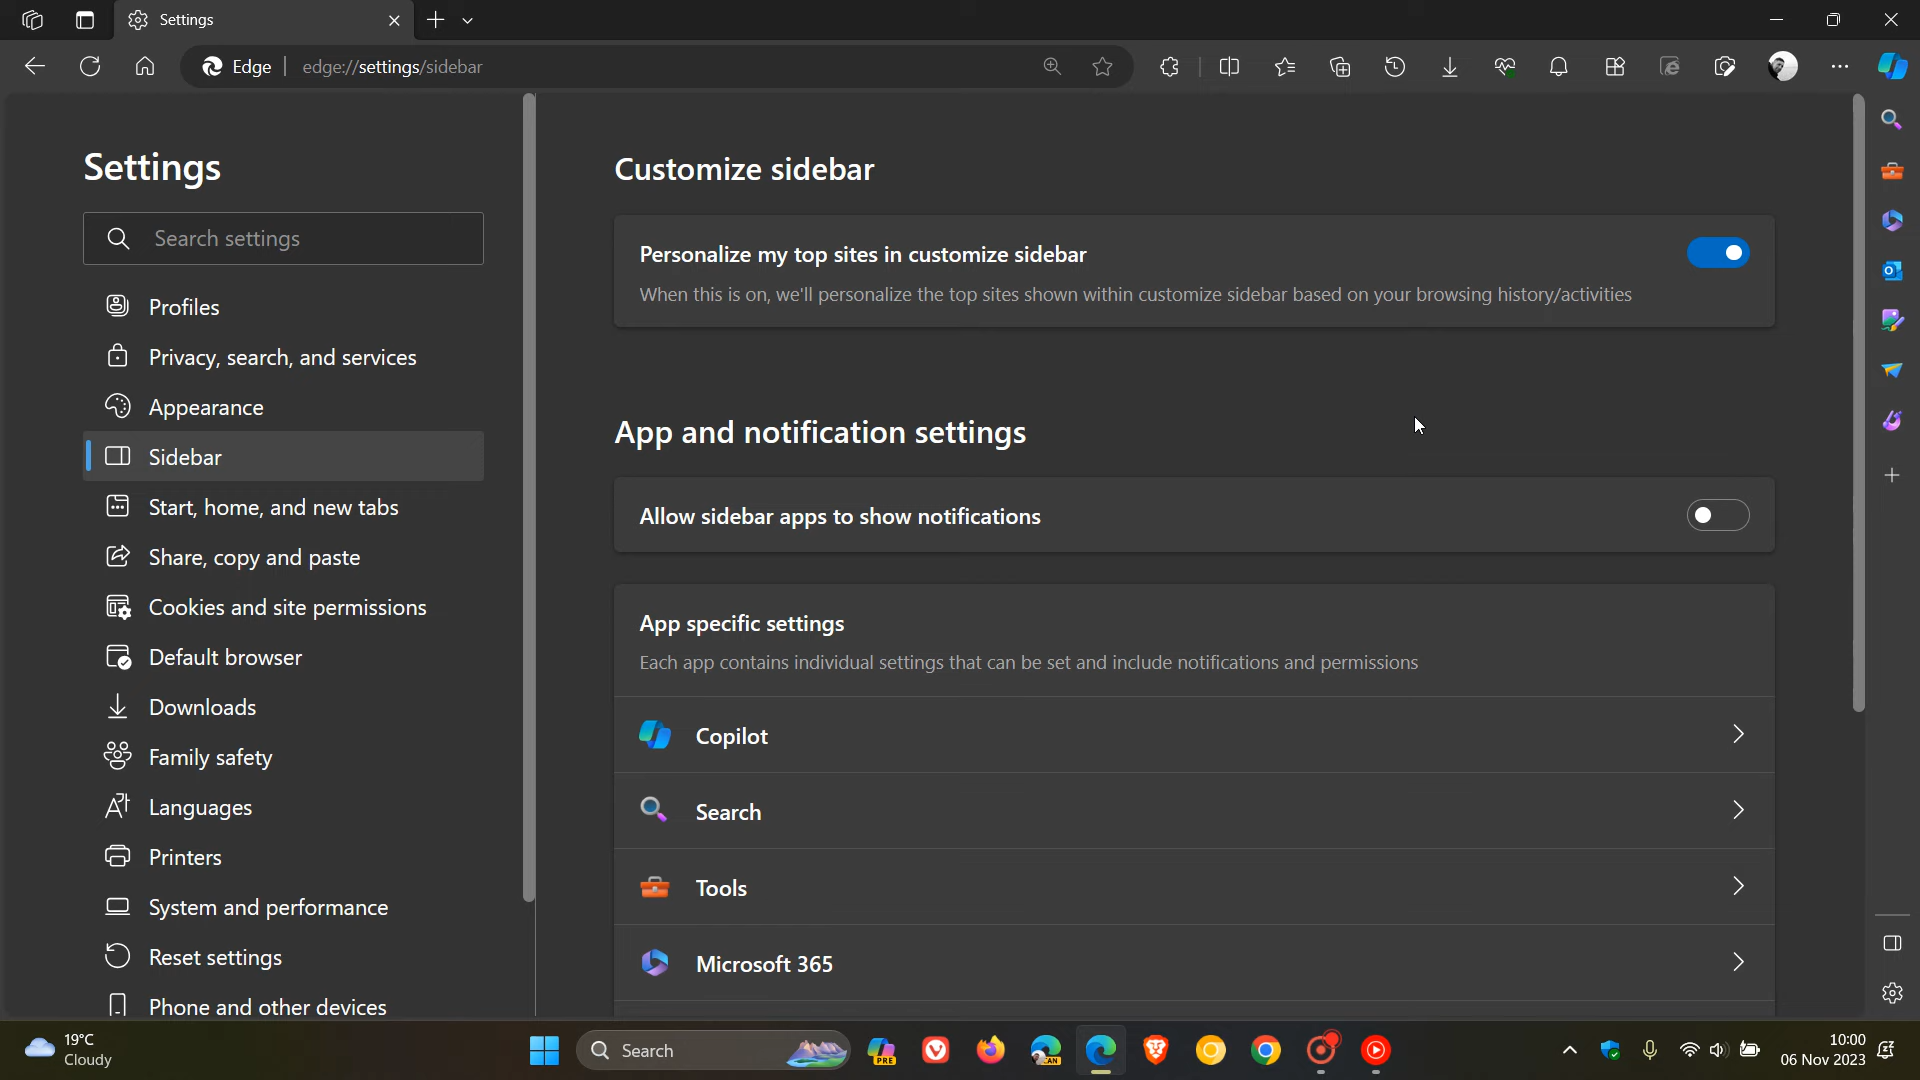 Settings
Edge
edge://settings/sidebar
Settings
Search settings
Profiles
Privacy, search, and services
Appearance
Sidebar
Start, home, and new tabs
Share, copy and paste
Cookies and site permissions
Default browser
Downloads
Family safety
Languages
Printers
System and performance
Reset settings
Phone and other devices
Customize sidebar
Personalize my top sites in customize sidebar
When this is on, we'll personalize the top sites shown within customize sidebar based on your browsing history/activities
App and notification settings
Allow sidebar apps to show notifications
App specific settings
Each app contains individual settings that can be set and include notifications and permissions
Copilot
Search
Tools
Microsoft 365
19°C
Cloudy
Search
PRE
CAN
10:00
06 Nov 2023